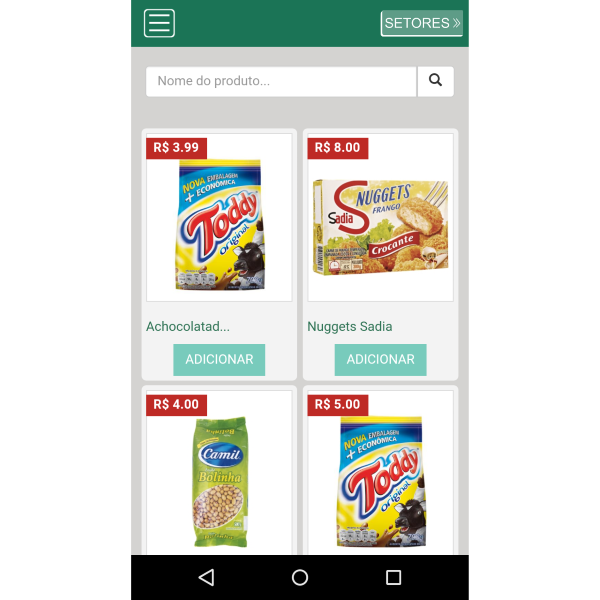 SETORES »
Nome do produto...
R$ 3.99
NOVA EMBALAGEM
+ ECONÔMICA
Toddy
Original
Achocolatad...
ADICIONAR
R$ 8.00
NUGGETS
FRANGO
Sadia
Crocante
Nuggets Sadia
ADICIONAR
R$ 4.00
Camil
Bolinha
R$ 5.00
NOVA EMBALAGEM
+ ECONÔMICA
Toddy
Original